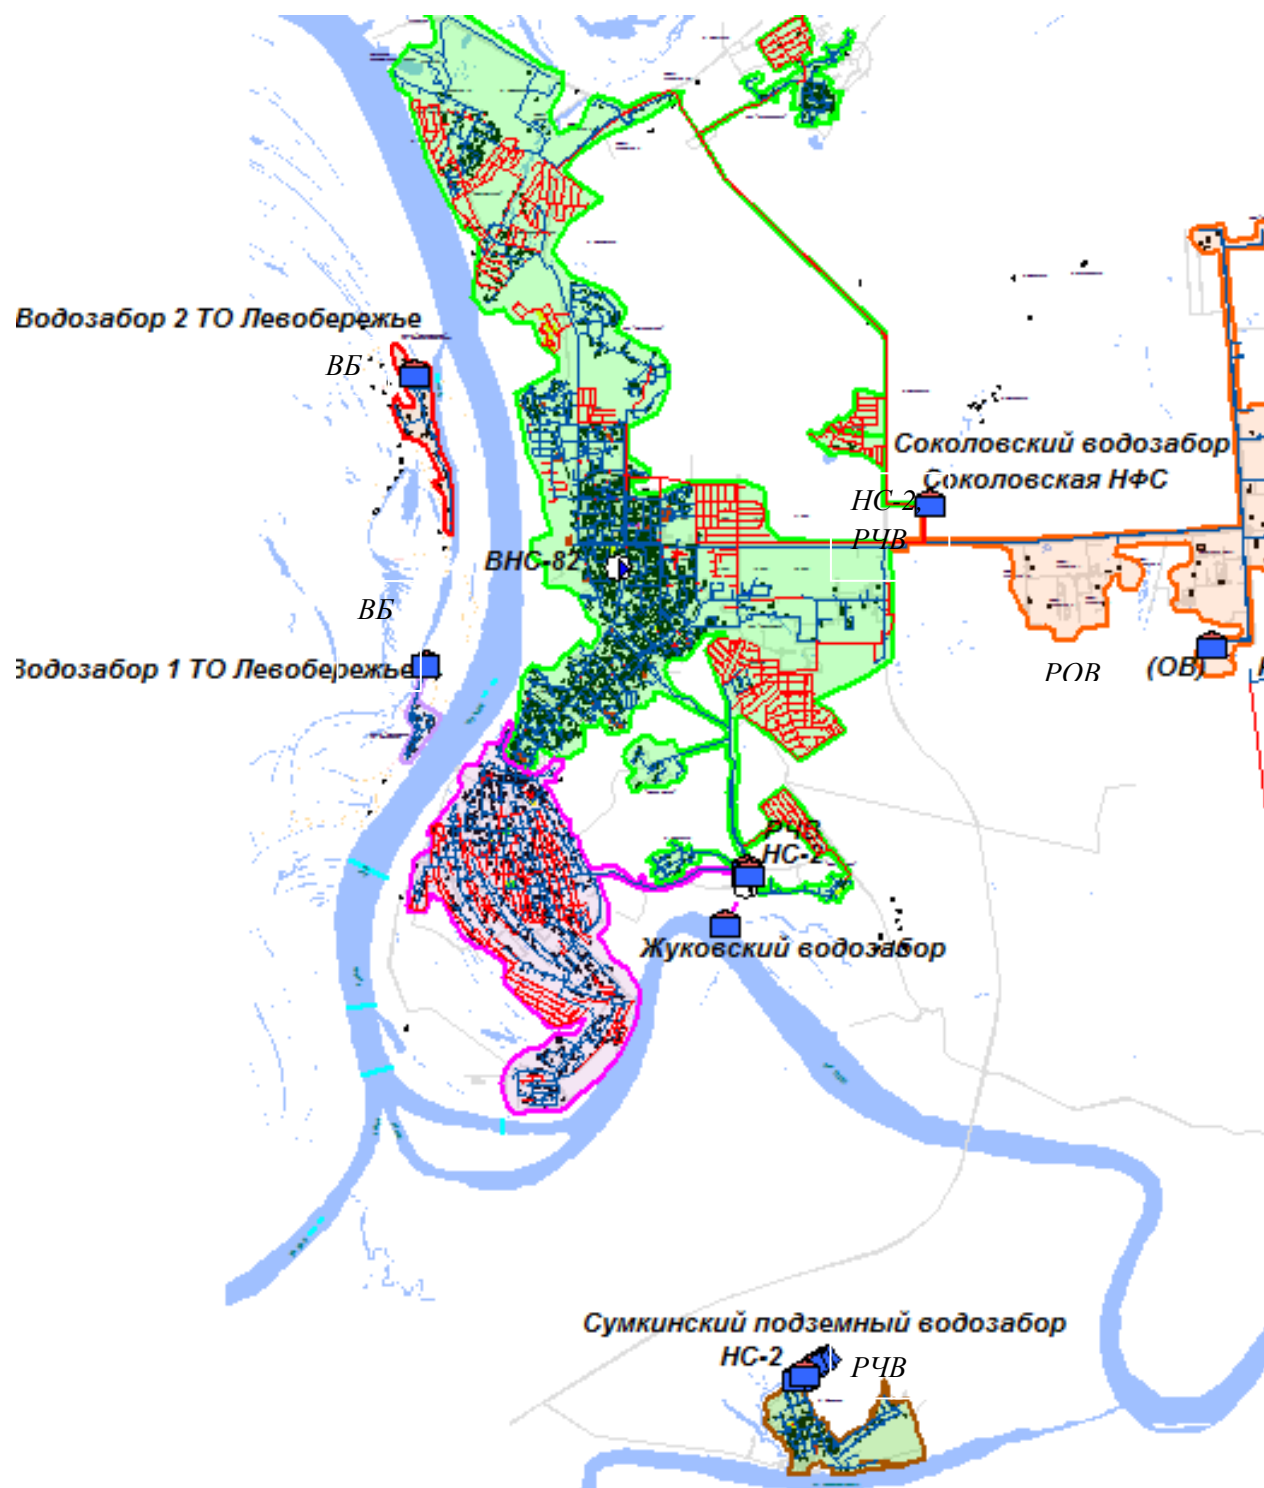 Водозабор 2 ТО Левобережье
ВБ
Соколовский водозабор
Соколовская НФС
НС-2,
РЧВ
ВНС-82
ВБ
Водозабор 1 ТО Левобережье
РОВ
(ОВ)
РЧВ
НС-2
Жуковский водозабор
Сумкинский подземный водозабор
НС-2
РЧВ